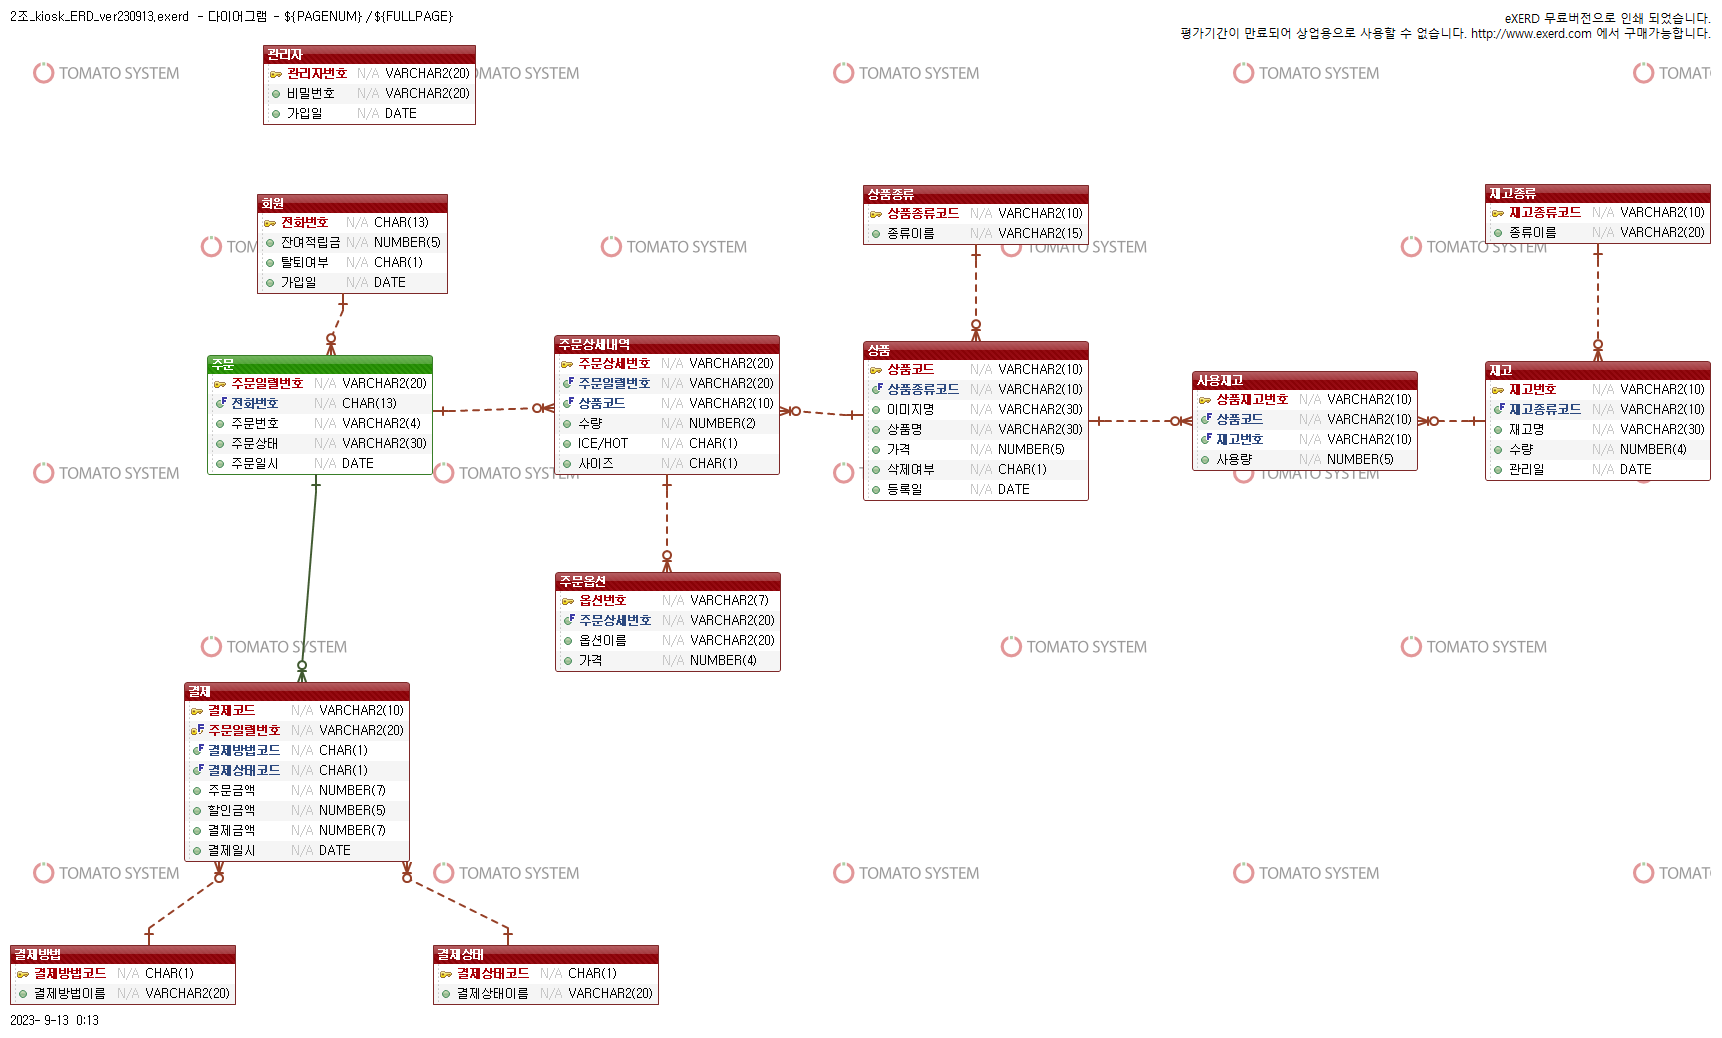 2조_kiosk_ERD_ver230913.exerd - 다이어그램 - ${PAGENUM} / ${FULLPAGE}
eXERD 무료버전으로 인쇄 되었습니다.
평가기간이 만료되어 상업용으로 사용할 수 없습니다. http://www.exerd.com 에서 구매가능합니다.
관리자
관리자번호 N/A VARCHAR2(20)
비밀번호 N/A VARCHAR2(20)
가입일 N/A DATE
회원
전화번호 N/A CHAR(13)
잔여적립금 N/A NUMBER(5)
탈퇴여부 N/A CHAR(1)
가입일 N/A DATE
상품종류
상품종류코드 N/A VARCHAR2(10)
종류이름 N/A VARCHAR2(15)
재고종류
재고종류코드 N/A VARCHAR2(10)
종류이름 N/A VARCHAR2(20)
주문
주문일렬번호 N/A VARCHAR2(20)
전화번호 N/A CHAR(13)
주문번호 N/A VARCHAR2(4)
주문상태 N/A VARCHAR2(30)
주문일시 N/A DATE
주문상세내역
주문상세번호 N/A VARCHAR2(20)
주문일렬번호 N/A VARCHAR2(20)
상품코드 N/A VARCHAR2(10)
수량 N/A NUMBER(2)
ICE/HOT N/A CHAR(1)
사이즈 N/A CHAR(1)
상품
상품코드 N/A VARCHAR2(10)
상품종류코드 N/A VARCHAR2(10)
이미지명 N/A VARCHAR2(30)
상품명 N/A VARCHAR2(30)
가격 N/A NUMBER(5)
삭제여부 N/A CHAR(1)
등록일 N/A DATE
사용재고
상품재고번호 N/A VARCHAR2(10)
상품코드 N/A VARCHAR2(10)
재고번호 N/A VARCHAR2(10)
사용량 N/A NUMBER(5)
재고
재고번호 N/A VARCHAR2(10)
재고종류코드 N/A VARCHAR2(10)
재고명 N/A VARCHAR2(30)
수량 N/A NUMBER(4)
관리일 N/A DATE
주문옵션
옵션번호 N/A VARCHAR2(7)
주문상세번호 N/A VARCHAR2(20)
옵션이름 N/A VARCHAR2(20)
가격 N/A NUMBER(4)
결제
결제코드 N/A VARCHAR2(10)
주문일렬번호 N/A VARCHAR2(20)
결제방법코드 N/A CHAR(1)
결제상태코드 N/A CHAR(1)
주문금액 N/A NUMBER(7)
할인금액 N/A NUMBER(5)
결제금액 N/A NUMBER(7)
결제일시 N/A DATE
결제방법
결제방법코드 N/A CHAR(1)
결제방법이름 N/A VARCHAR2(20)
결제상태
결제상태코드 N/A CHAR(1)
결제상태이름 N/A VARCHAR2(20)
2023- 9-13 0:13
TOMATO SYSTEM